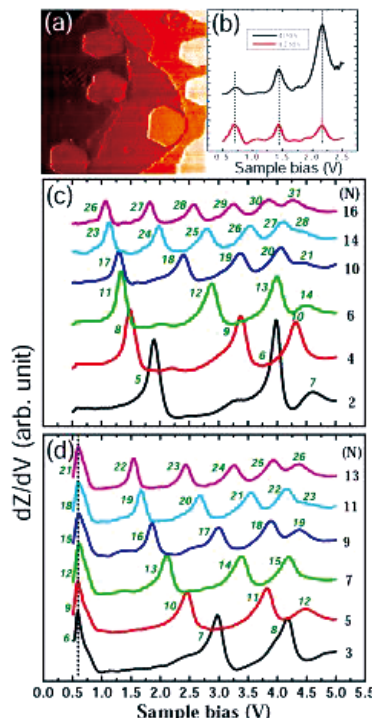 (a)
(b)
0.5 1.0 1.5 2.0 2.5
Sample bias (V)
(c)
(N)
26 27 28 29 30 31 16
23 24 25 26 27 28 14
17 18 19 20 21 10
11 12 13 14 6
8 9 10 4
5 6 7 2
dZ/dV (arb. unit)
(d)
(N)
21 22 23 24 25 26 13
18 19 20 21 22 23 11
15 16 17 18 19 9
12 13 14 15 7
9 10 11 12 5
6 7 8 3
0.0 0.5 1.0 1.5 2.0 2.5 3.0 3.5 4.0 4.5 5.0
Sample bias (V)